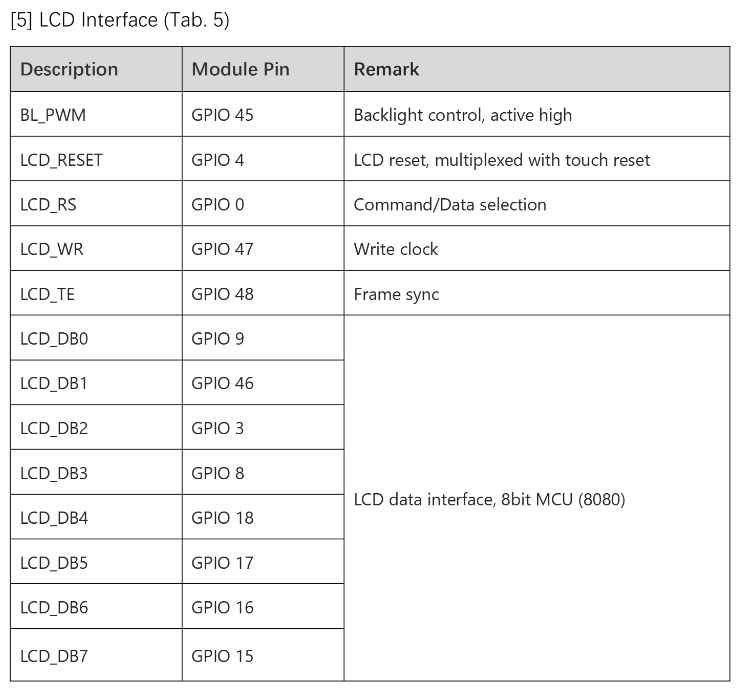 [5] LCD Interface (Tab. 5)
Description Module Pin Remark
BL_PWM GPIO 45 Backlight control, active high
LCD_RESET GPIO 4 LCD reset, multiplexed with touch reset
LCD_RS GPIO 0 Command/Data selection
LCD_WR GPIO 47 Write clock
LCD_TE GPIO 48 Frame sync
LCD_DB0 GPIO 9
LCD_DB1 GPIO 46
LCD_DB2 GPIO 3
LCD_DB3 GPIO 8
LCD data interface, 8bit MCU (8080)
LCD_DB4 GPIO 18
LCD_DB5 GPIO 17
LCD_DB6 GPIO 16
LCD_DB7 GPIO 15